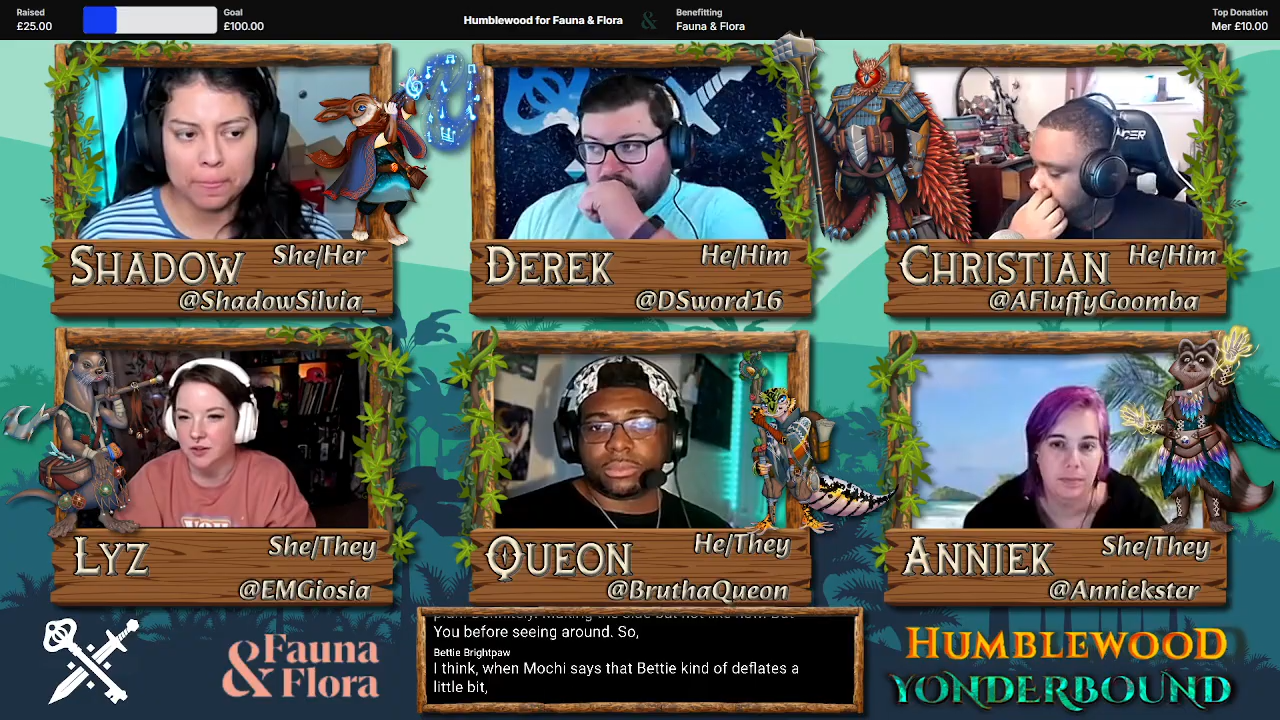 Raised
£25.00
Goal
£100.00
Humblewood for Fauna & Flora
&
Benefitting
Fauna & Flora
Top Donation
Mer £10.00
SHADOW
She/Her
@ShadowSilvia_
DEREK
He/Him
@DSword16
CHRISTIAN
He/Him
@AFluffyGoomba
LYZ
She/They
@EMGiosia
QUEON
He/They
@BruthaQueon
ANNIEK
She/They
@Anniekster
Fauna
& Flora
You before seeing around. So,
Bettie Brightpaw
I think, when Mochi says that Bettie kind of deflates a
little bit,
HUMBLEWOOD
YONDERBOUND